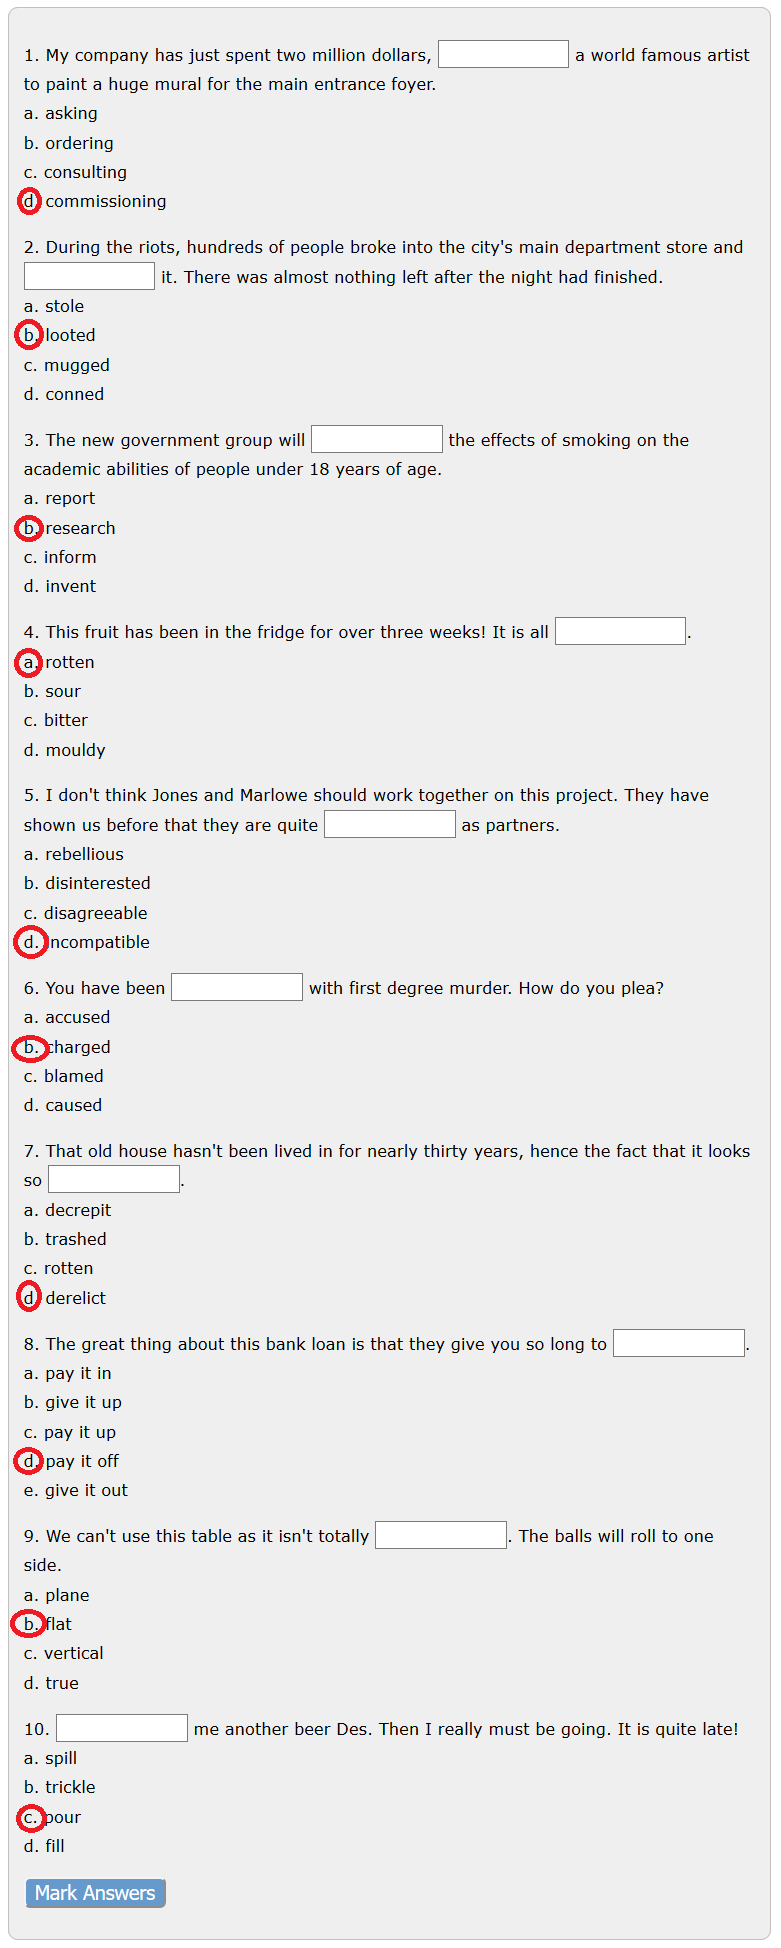 1. My company has just spent two million dollars, a world famous artist
to paint a huge mural for the main entrance foyer.
a. asking
b. ordering
c. consulting
d. commissioning
2. During the riots, hundreds of people broke into the city's main department store and
it. There was almost nothing left after the night had finished.
a. stole
b. looted
c. mugged
d. conned
3. The new government group will the effects of smoking on the
academic abilities of people under 18 years of age.
a. report
b. research
c. inform
d. invent
4. This fruit has been in the fridge for over three weeks! It is all .
a. rotten
b. sour
c. bitter
d. mouldy
5. I don't think Jones and Marlowe should work together on this project. They have
shown us before that they are quite as partners.
a. rebellious
b. disinterested
c. disagreeable
d. incompatible
6. You have been with first degree murder. How do you plea?
a. accused
b. charged
c. blamed
d. caused
7. That old house hasn't been lived in for nearly thirty years, hence the fact that it looks
so .
a. decrepit
b. trashed
c. rotten
d. derelict
8. The great thing about this bank loan is that they give you so long to .
a. pay it in
b. give it up
c. pay it up
d. pay it off
e. give it out
9. We can't use this table as it isn't totally . The balls will roll to one
side.
a. plane
b. flat
c. vertical
d. true
10. me another beer Des. Then I really must be going. It is quite late!
a. spill
b. trickle
c. pour
d. fill
Mark Answers